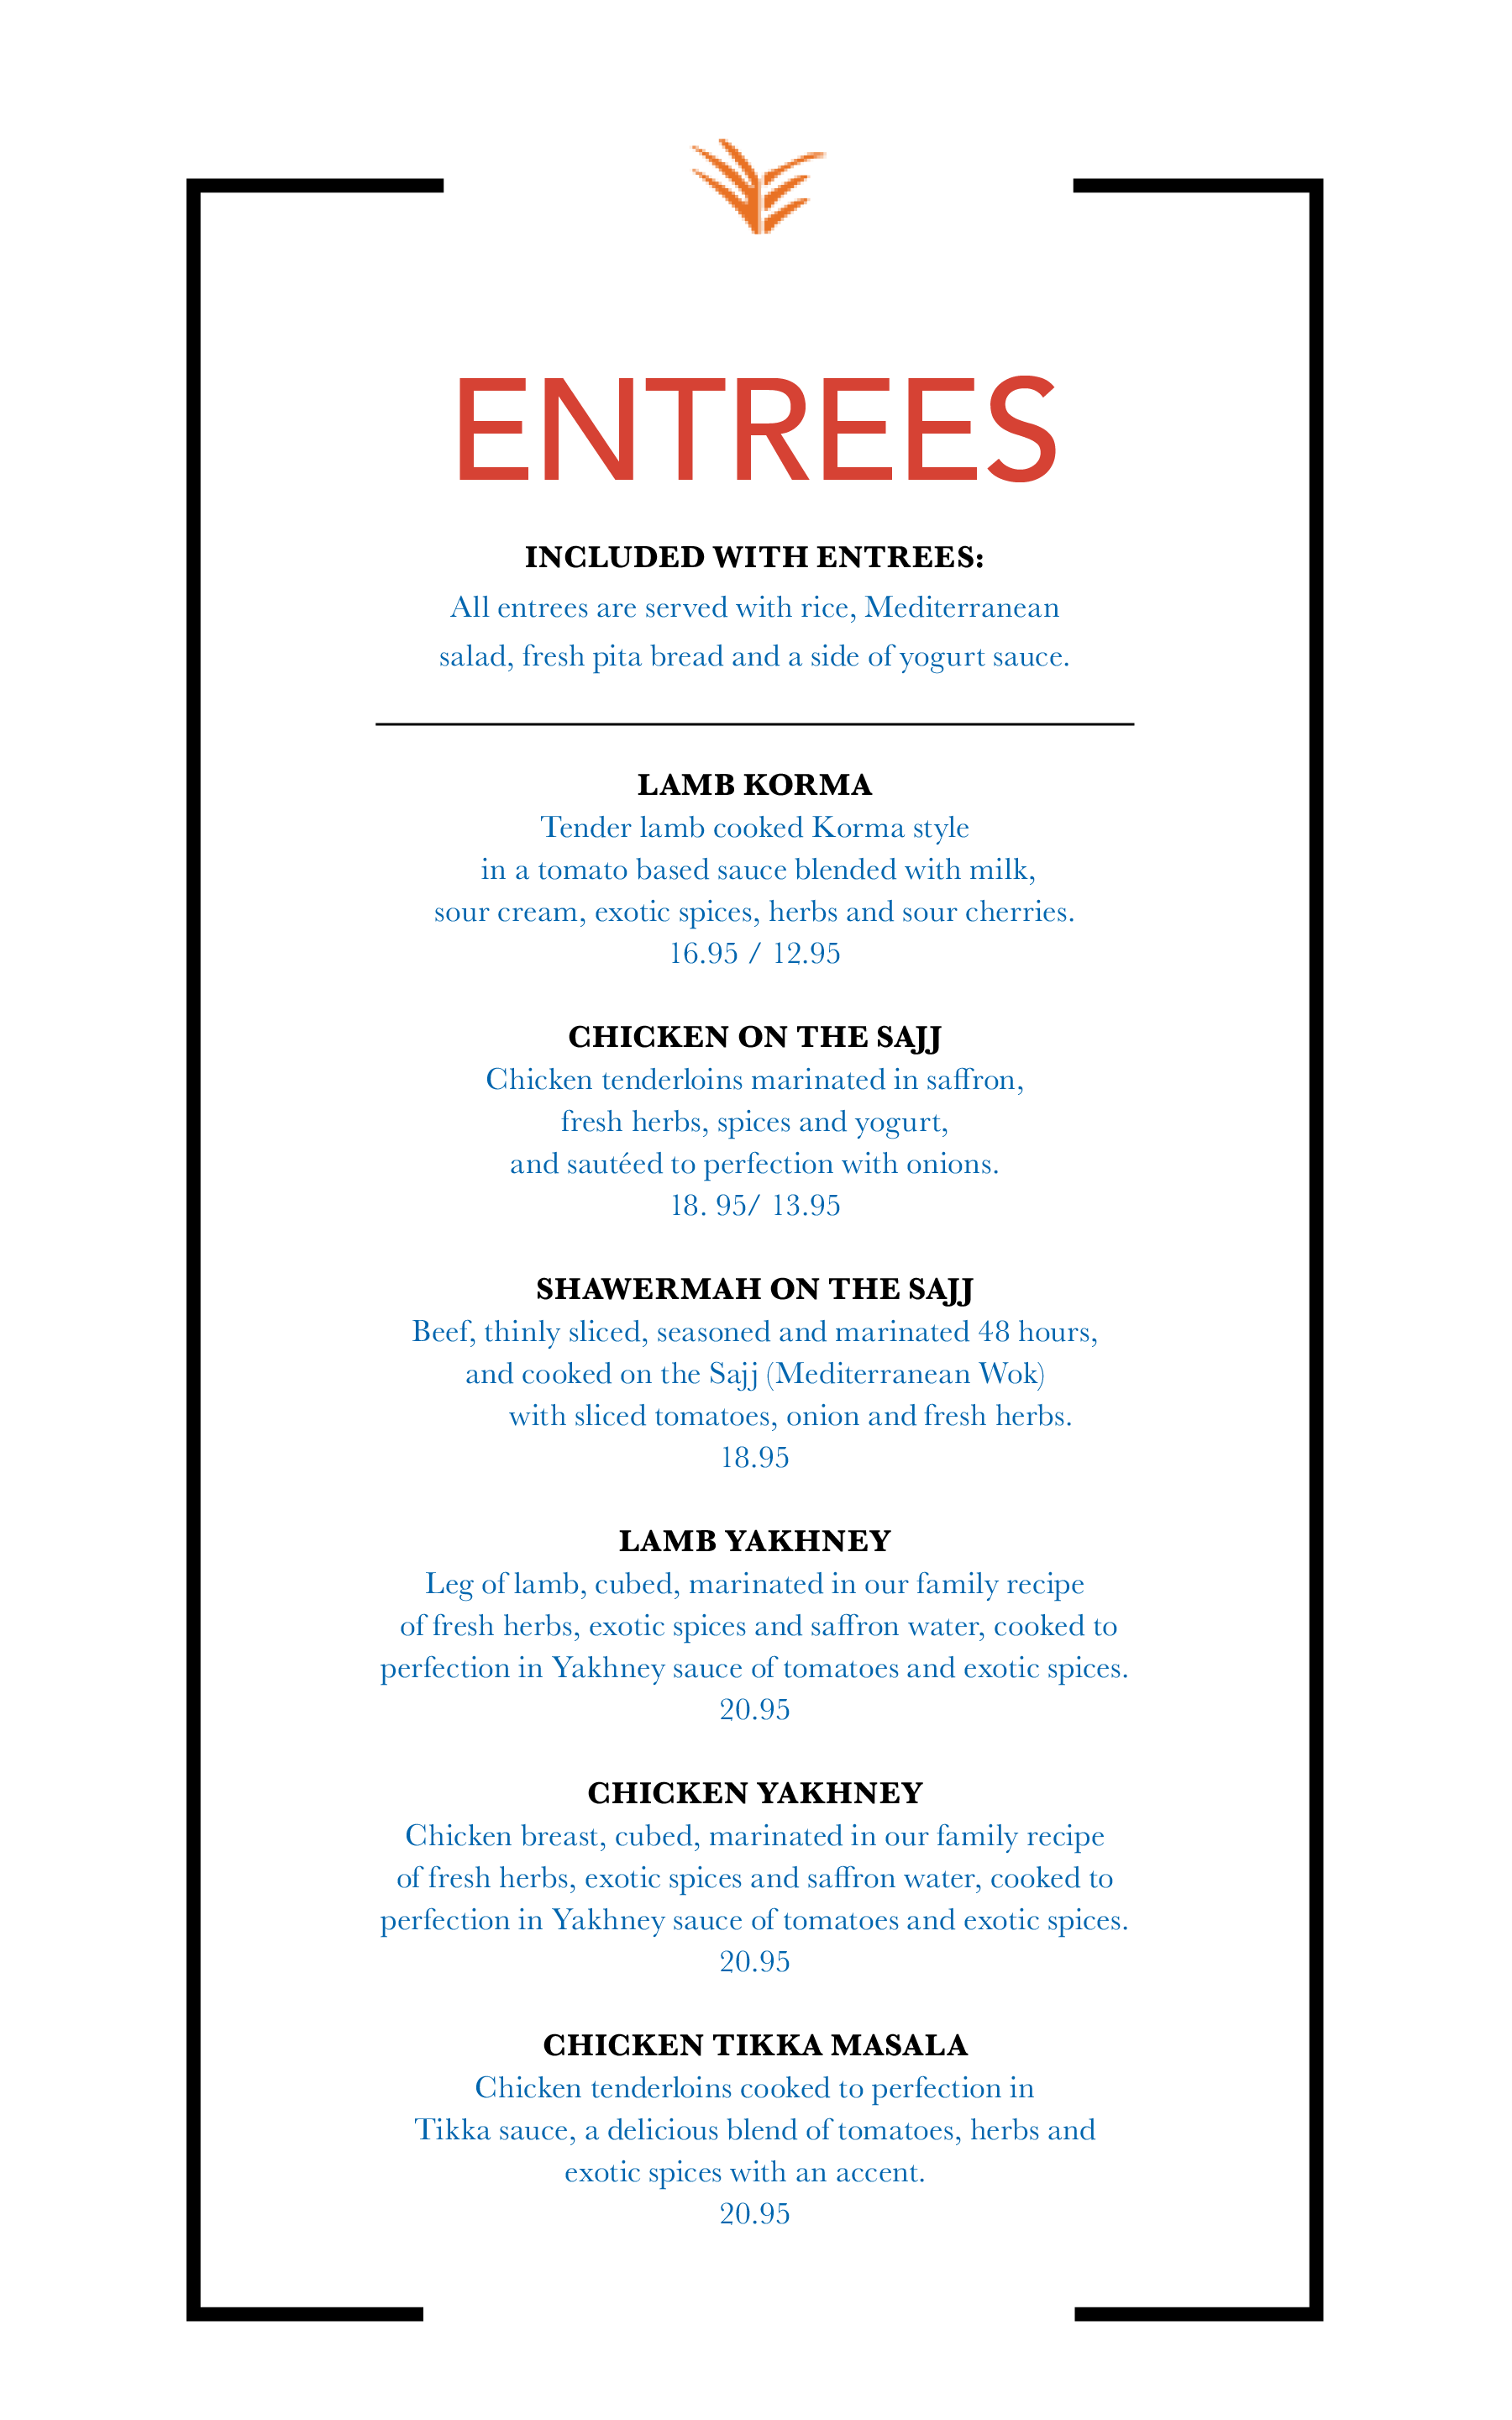 ENTREES
INCLUDED WITH ENTREES:
All entrees are served with rice, Mediterranean
salad, fresh pita bread and a side of yogurt sauce.
LAMB KORMA
Tender lamb cooked Korma style
in a tomato based sauce blended with milk,
sour cream, exotic spices, herbs and sour cherries.
16.95 / 12.95
CHICKEN ON THE SAJJ
Chicken tenderloins marinated in saffron,
fresh herbs, spices and yogurt,
and sautéed to perfection with onions.
18. 95/ 13.95
SHAWERMAH ON THE SAJJ
Beef, thinly sliced, seasoned and marinated 48 hours,
and cooked on the Sajj (Mediterranean Wok)
with sliced tomatoes, onion and fresh herbs.
18.95
LAMB YAKHNEY
Leg of lamb, cubed, marinated in our family recipe
of fresh herbs, exotic spices and saffron water, cooked to
perfection in Yakhney sauce of tomatoes and exotic spices.
20.95
CHICKEN YAKHNEY
Chicken breast, cubed, marinated in our family recipe
of fresh herbs, exotic spices and saffron water, cooked to
perfection in Yakhney sauce of tomatoes and exotic spices.
20.95
CHICKEN TIKKA MASALA
Chicken tenderloins cooked to perfection in
Tikka sauce, a delicious blend of tomatoes, herbs and
exotic spices with an accent.
20.95